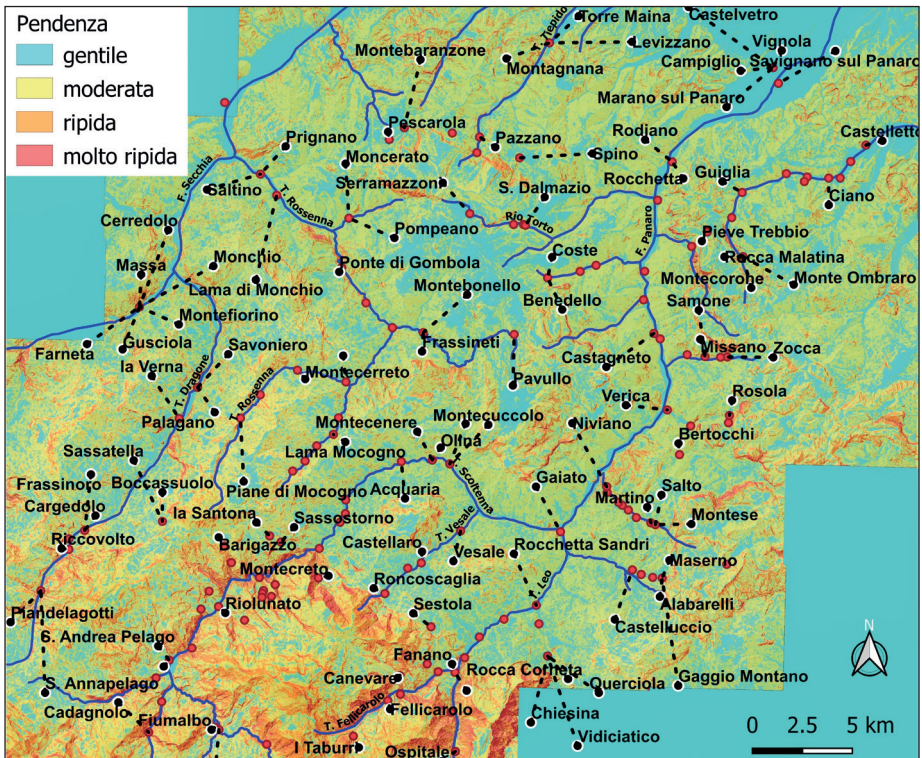 Pendenza
gentile
moderata
ripida
molto ripida
Torre Maina
Castelvetro
T. Tiepido
Levizzano
Vignola
Montebaranzone
Montagnana
Campiglio
Savignano sul Panaro
Marano sul Panaro
Pescarola
Prignano
Pazzano
Rodiano
Castelletto
Moncerato
Spino
F. Secchia
Saltino
Serramazzoni
S. Dalmazio
Rocchetta
Guiglia
T. Rossenna
Ciano
Cerredolo
Rio Torto
Pompeano
F. Panaro
Pieve Trebbio
Monchio
Coste
Rocca Malatina
Massa
Ponte di Gombola
Lama di Monchio
Montebonello
Montecorone
Monte Ombraro
Benedello
Samone
Montefiorino
Farneta
Gusciola
Savoniero
Frassineti
Castagneto
Missano
Zocca
la Verna
T. Dragone
Montecerreto
Pavullo
T. Rossenna
Verica
Rosola
Palagano
Montecenere
Montecuccolo
Niviano
Bertocchi
Olina
Sassatella
Lama Mocogno
T. Scoltenna
Frassinoro
Boccassuolo
Piane di Mocogno
Acquaria
Gaiato
Salto
Martino
Cargedolo
la Santona
Sassostorno
T. Vesale
Montese
Riccovolto
Barigazzo
Castellaro
Vesale
Rocchetta Sandri
Maserno
Montecreto
Roncoscaglia
T. Leo
Piandelagotti
Riolunato
Sestola
Alabarelli
Castelluccio
S. Andrea Pelago
Fanano
Rocca Corneta
S. Annapelago
Canevare
Querciola
Gaggio Montano
Cadagnolo
Fiumalbo
T. Fellicarolo
Fellicarolo
Chiesina
I Taburri
Ospitale
Vidiciatico
N
0 2.5 5 km